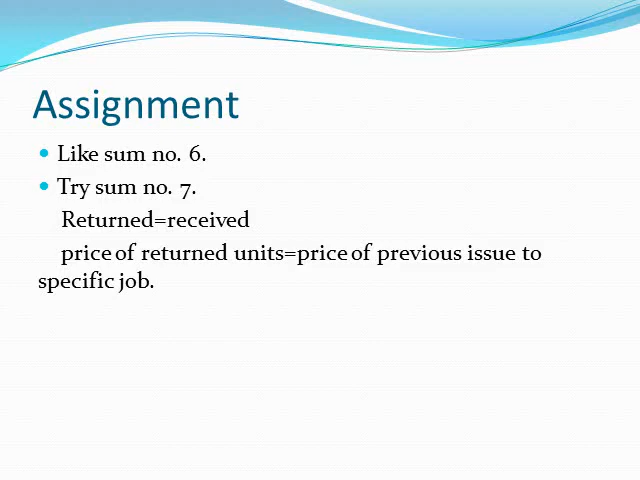 Assignment
Like sum no. 6.
Try sum no. 7.
Returned=received
price of returned units=price of previous issue to
specific job.